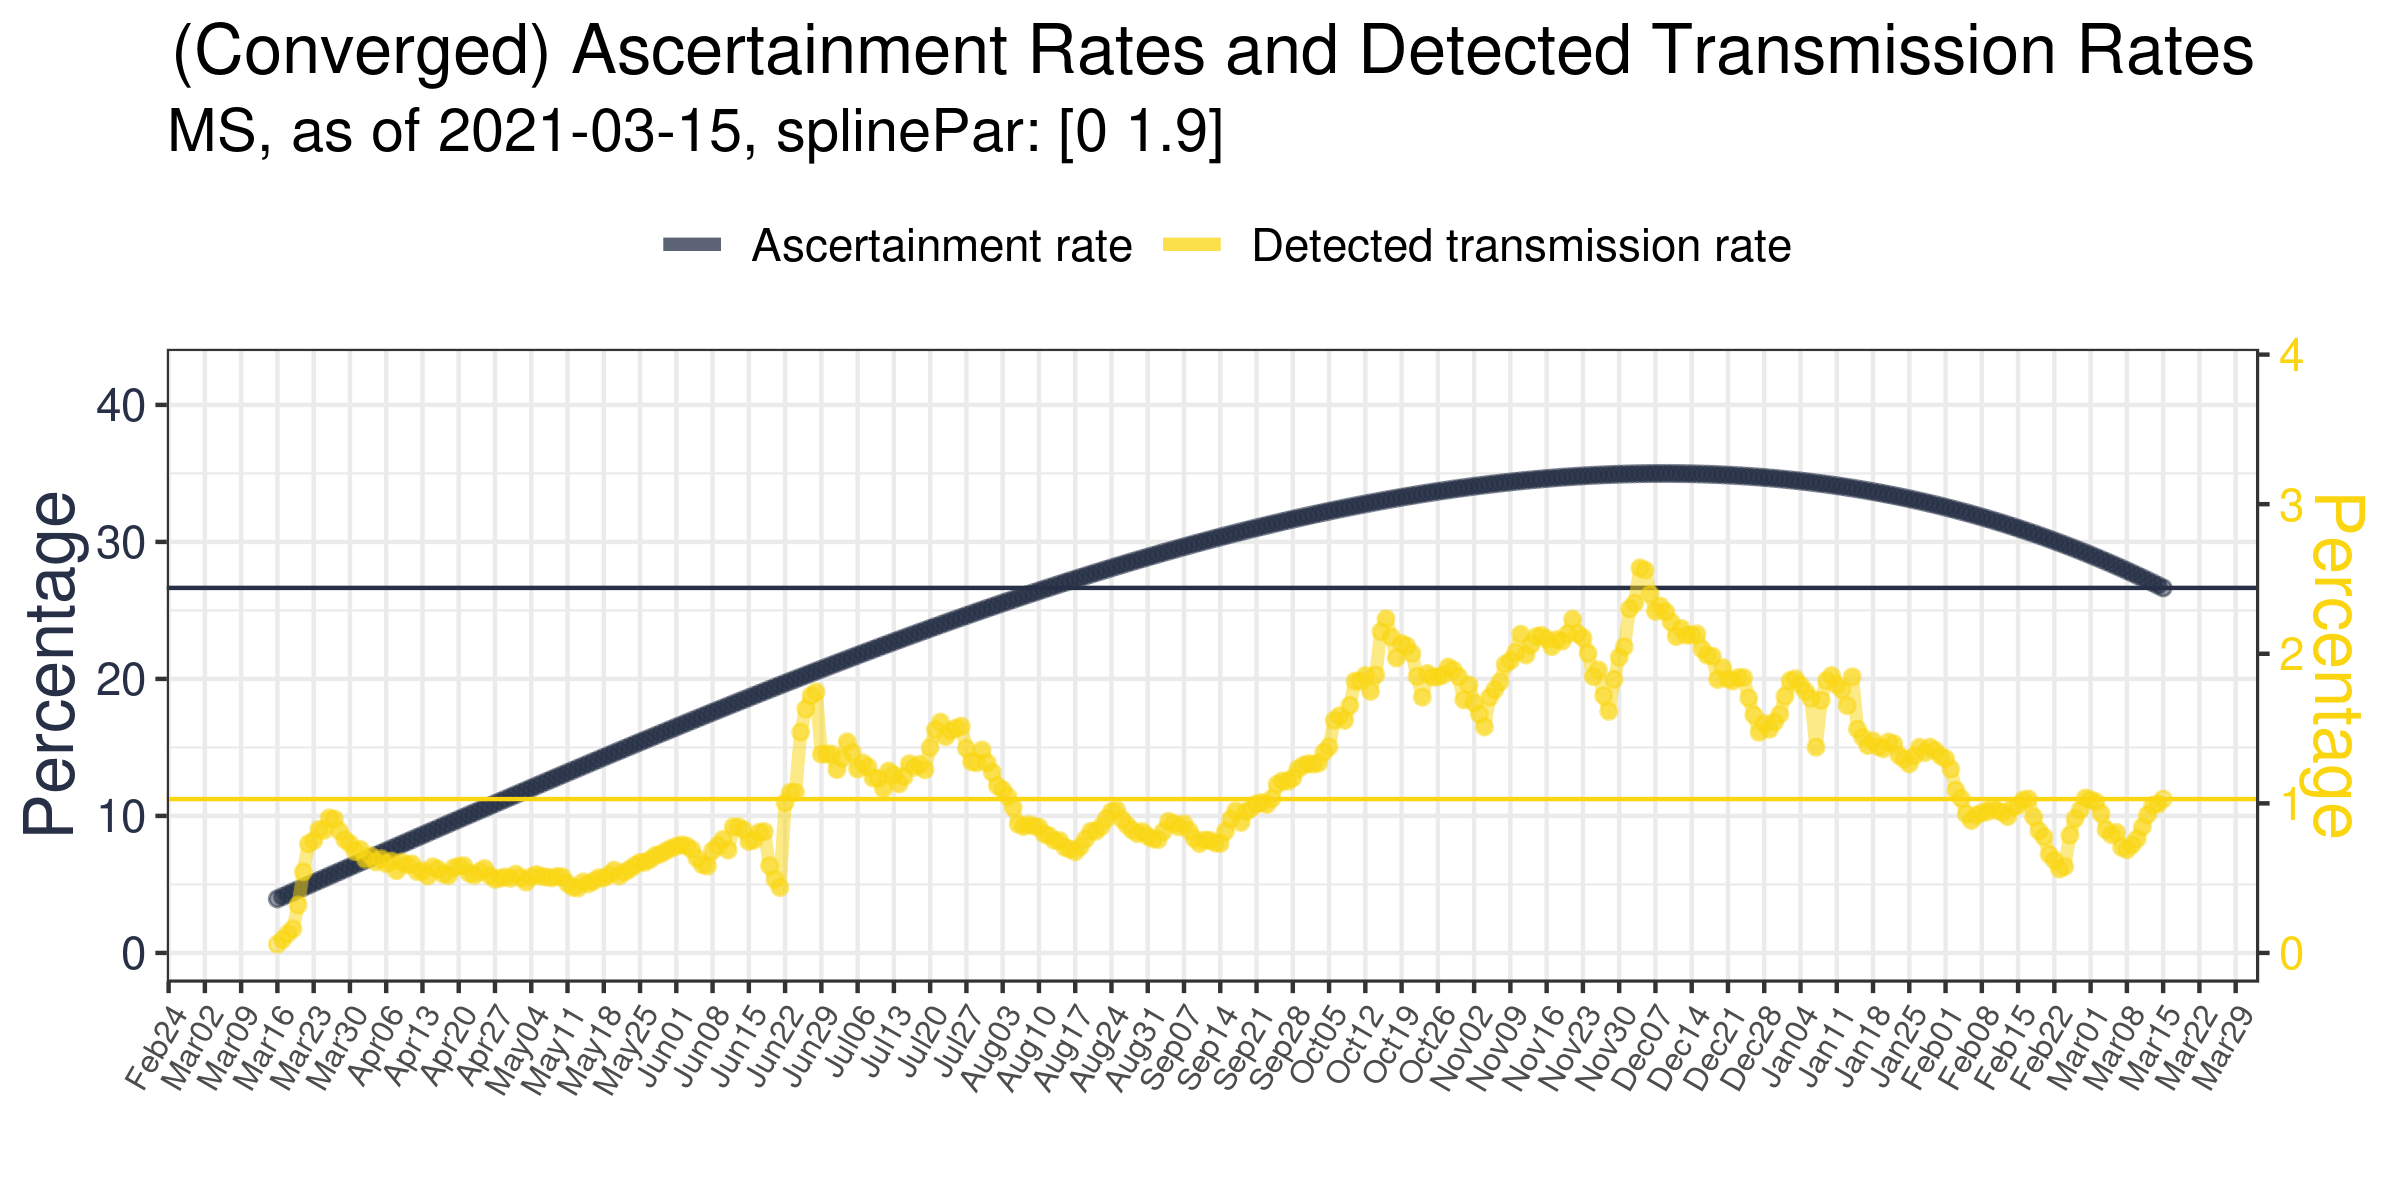 (Converged) Ascertainment Rates and Detected Transmission Rates
MS, as of 2021-03-15, splinePar: [0 1.9]
Ascertainment rate
Detected transmission rate
Percentage
40
30
20
10
0
4
3
2
1
0
Percentage
Feb24
Mar02
Mar09
Mar16
Mar23
Mar30
Apr06
Apr13
Apr20
Apr27
May04
May11
May18
May25
Jun01
Jun08
Jun15
Jun22
Jun29
Jul06
Jul13
Jul20
Jul27
Aug03
Aug10
Aug17
Aug24
Aug31
Sep07
Sep14
Sep21
Sep28
Oct05
Oct12
Oct19
Oct26
Nov02
Nov09
Nov16
Nov23
Nov30
Dec07
Dec14
Dec21
Dec28
Jan04
Jan11
Jan18
Jan25
Feb01
Feb08
Feb15
Feb22
Mar01
Mar08
Mar15
Mar22
Mar29